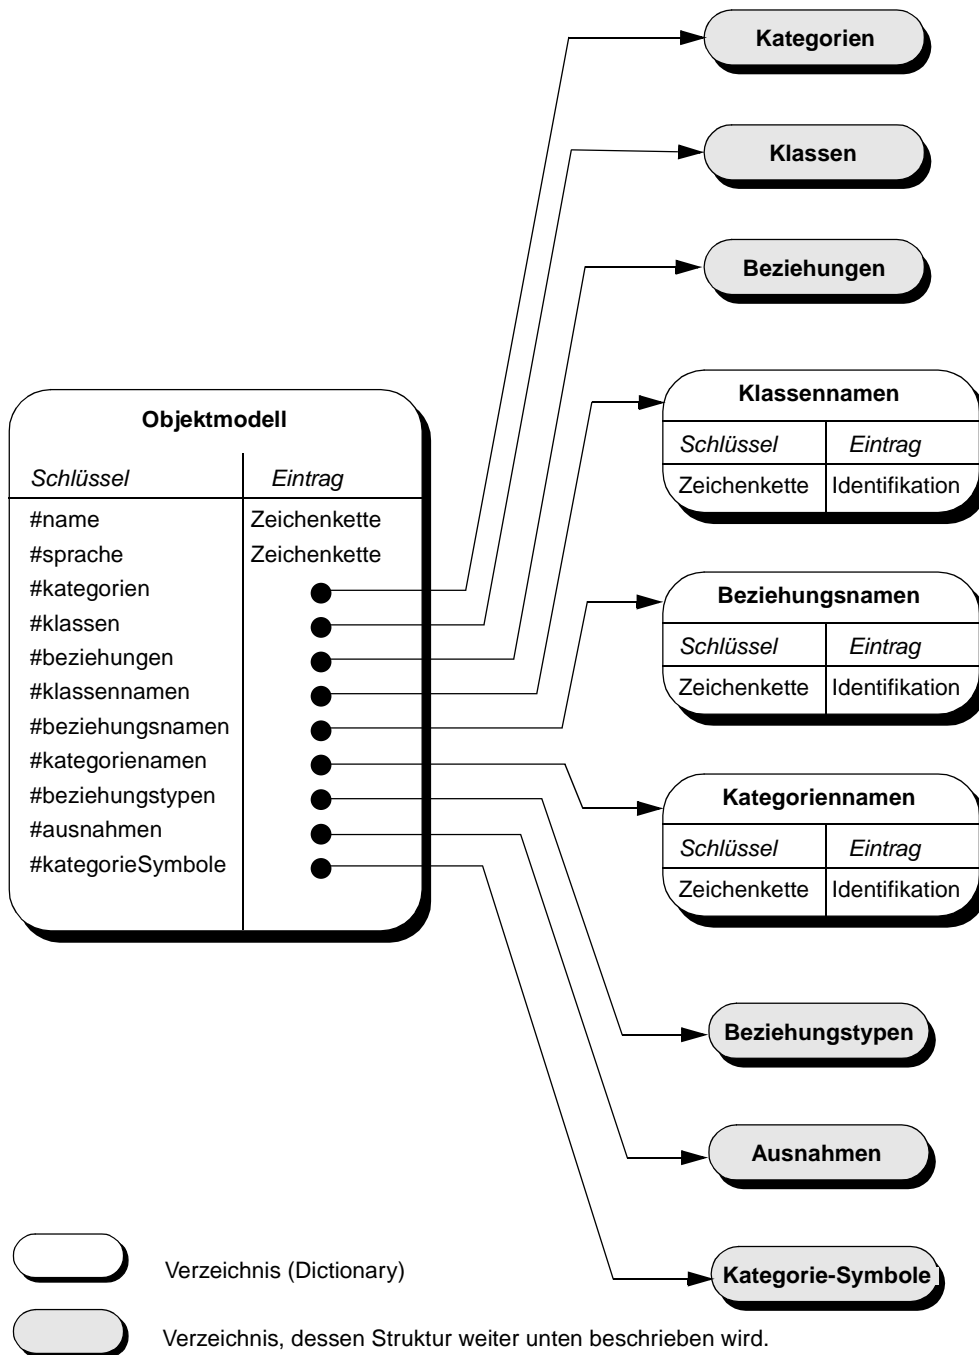 Kategorien
Klassen
Beziehungen
Klassennamen
Schlüssel Eintrag
Zeichenkette Identifikation
Objektmodell
Schlüssel Eintrag
#name Zeichenkette
#sprache Zeichenkette
#kategorien
#klassen
#beziehungen
#klassennamen
#beziehungsnamen
#kategorienamen
#beziehungstypen
#ausnahmen
#kategorieSymbole
Beziehungsnamen
Schlüssel Eintrag
Zeichenkette Identifikation
Kategoriennamen
Schlüssel Eintrag
Zeichenkette Identifikation
Beziehungstypen
Ausnahmen
Kategorie-Symbole
Verzeichnis (Dictionary)
Verzeichnis, dessen Struktur weiter unten beschrieben wird.